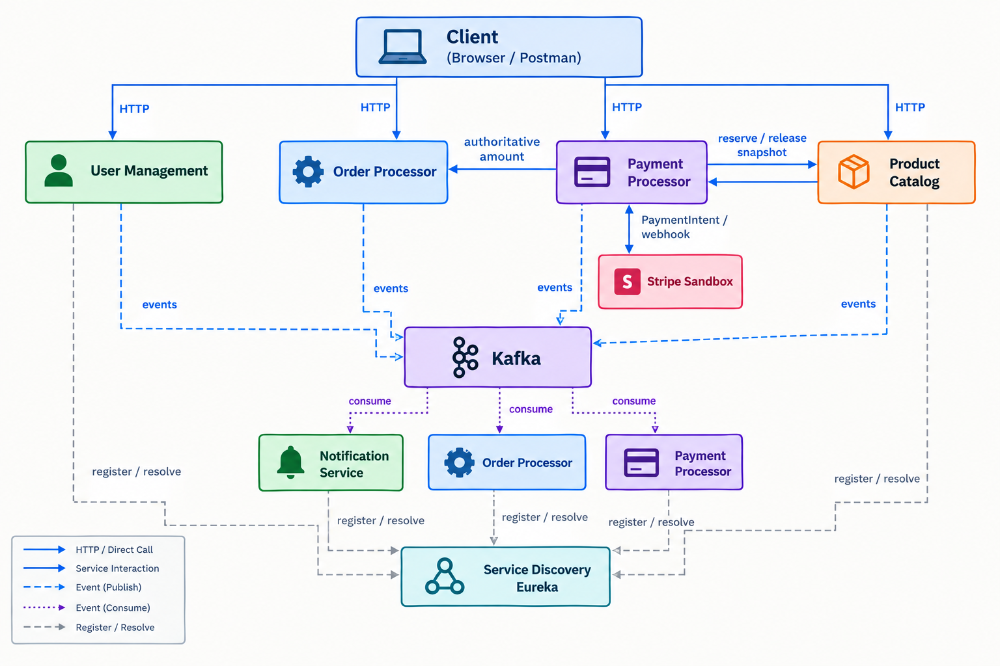 Client
(Browser / Postman)
HTTP
HTTP
HTTP
HTTP
User Management
Order Processor
authoritative
amount
Payment
Processor
reserve / release
snapshot
Product
Catalog
PaymentIntent /
webhook
S
Stripe Sandbox
events
events
events
events
Kafka
consume
consume
consume
Notification
Service
Order Processor
Payment
Processor
register / resolve
register / resolve
register / resolve
register / resolve
register / resolve
Service Discovery
Eureka
HTTP / Direct Call
Service Interaction
Event (Publish)
Event (Consume)
Register / Resolve